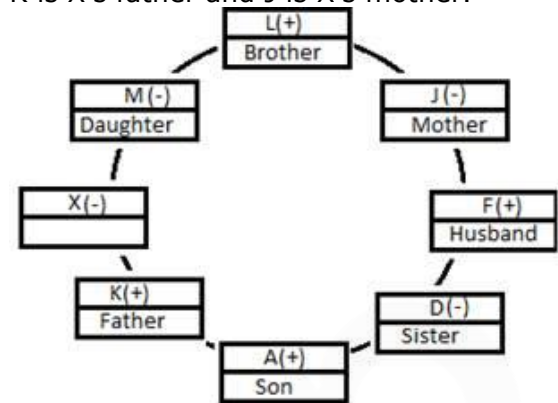 K is X's father and J is X's mother.
L(+)
Brother
M(-)
Daughter
J(-)
Mother
X(-)
F(+)
Husband
K(+)
Father
D(-)
Sister
A(+)
Son